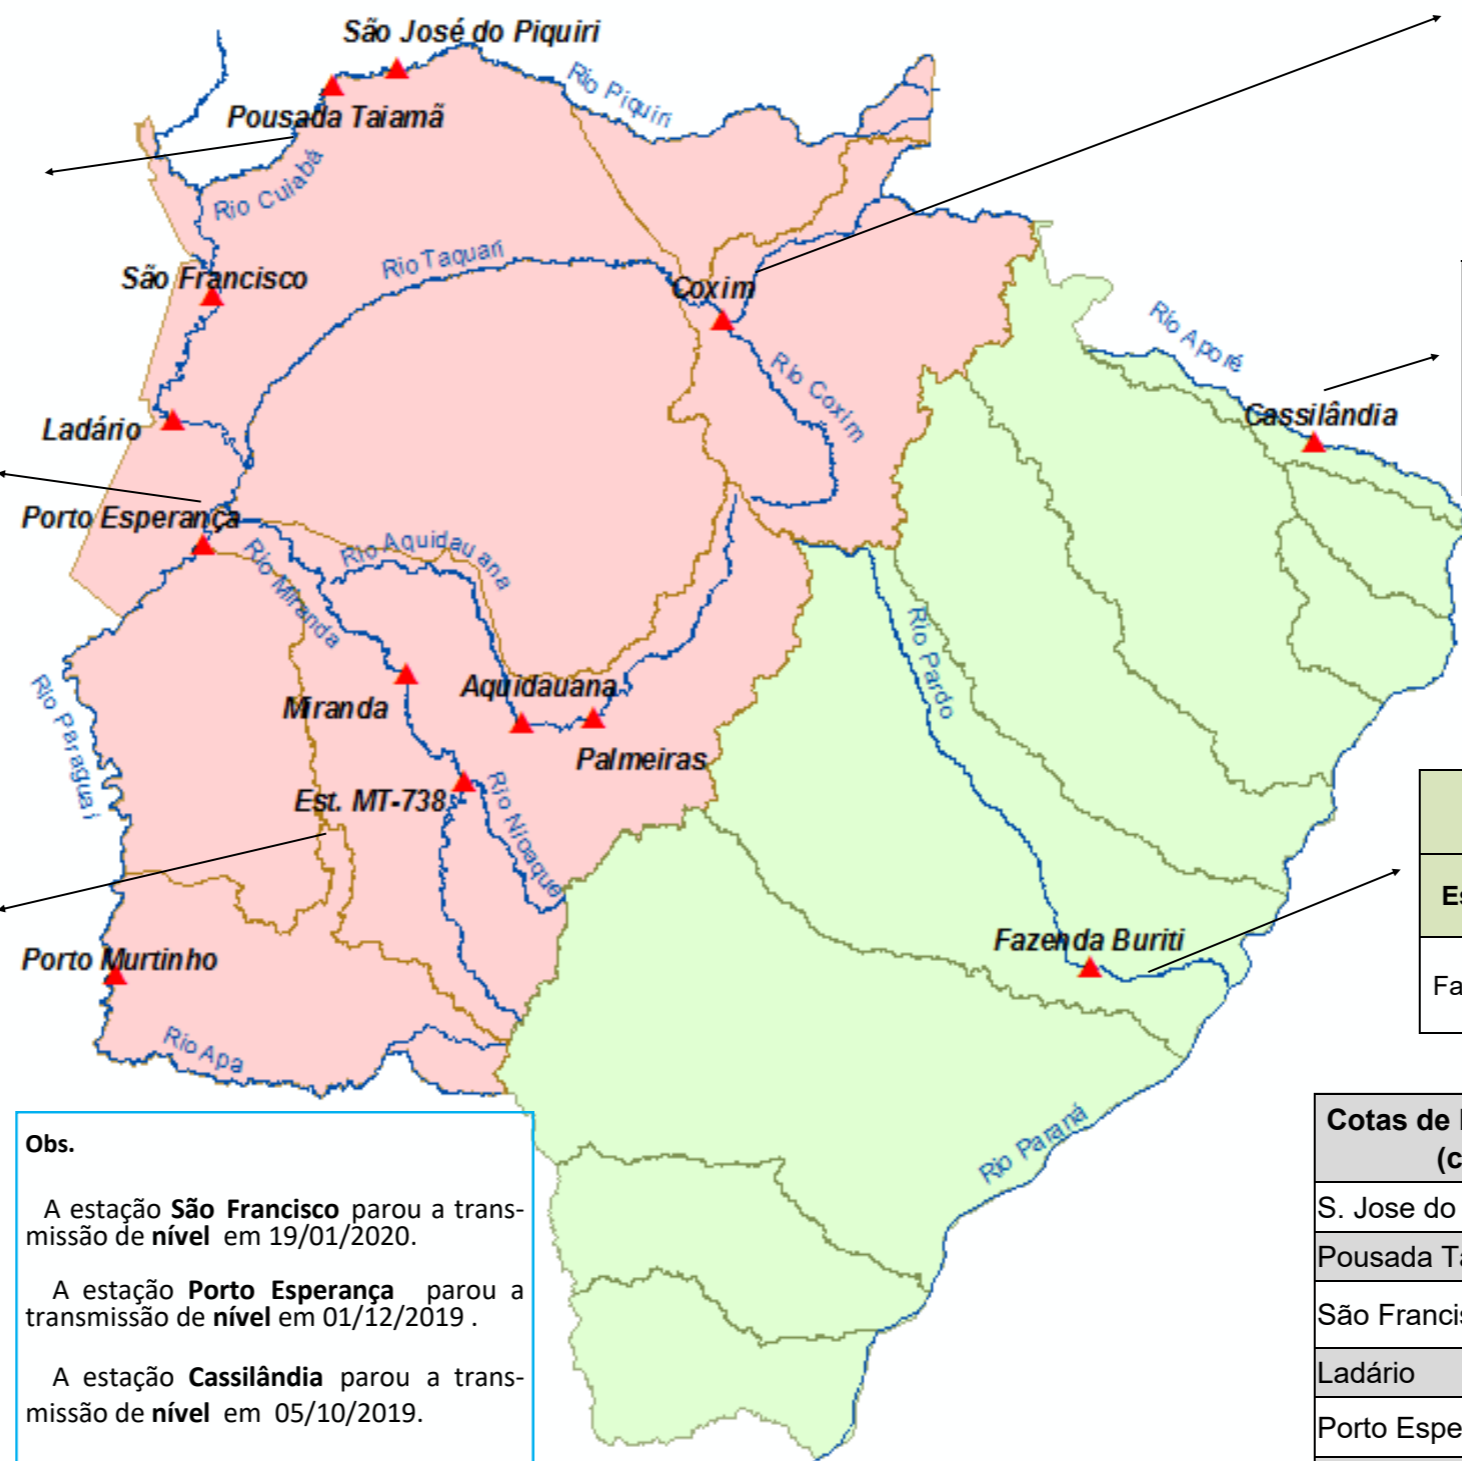 São José do Piquiri
Rio Piquiri
Pousada Taiamã
Rio Cuiabá
São Francisco
Rio Taquari
Coxim
Rio Aporé
Rio Coxim
Cassilândia
Ladário
Porto Esperança
Rio Miranda
Rio Aquidauana
Rio Pardo
Rio Paraguai
Miranda
Aquidauana
Palmeiras
Est. MT-738
Rio Nioaque
Porto Murtinho
Fazenda Buriti
Rio Apa
Rio Paraná
Obs.
A estação São Francisco parou a trans-
missão de nível em 19/01/2020.
A estação Porto Esperança parou a
transmissão de nível em 01/12/2019 .
A estação Cassilândia parou a trans-
missão de nível em 05/10/2019.
Es
Fa
Cotas de
(c
S. Jose do
Pousada Ta
São Francis
Ladário
Porto Espe